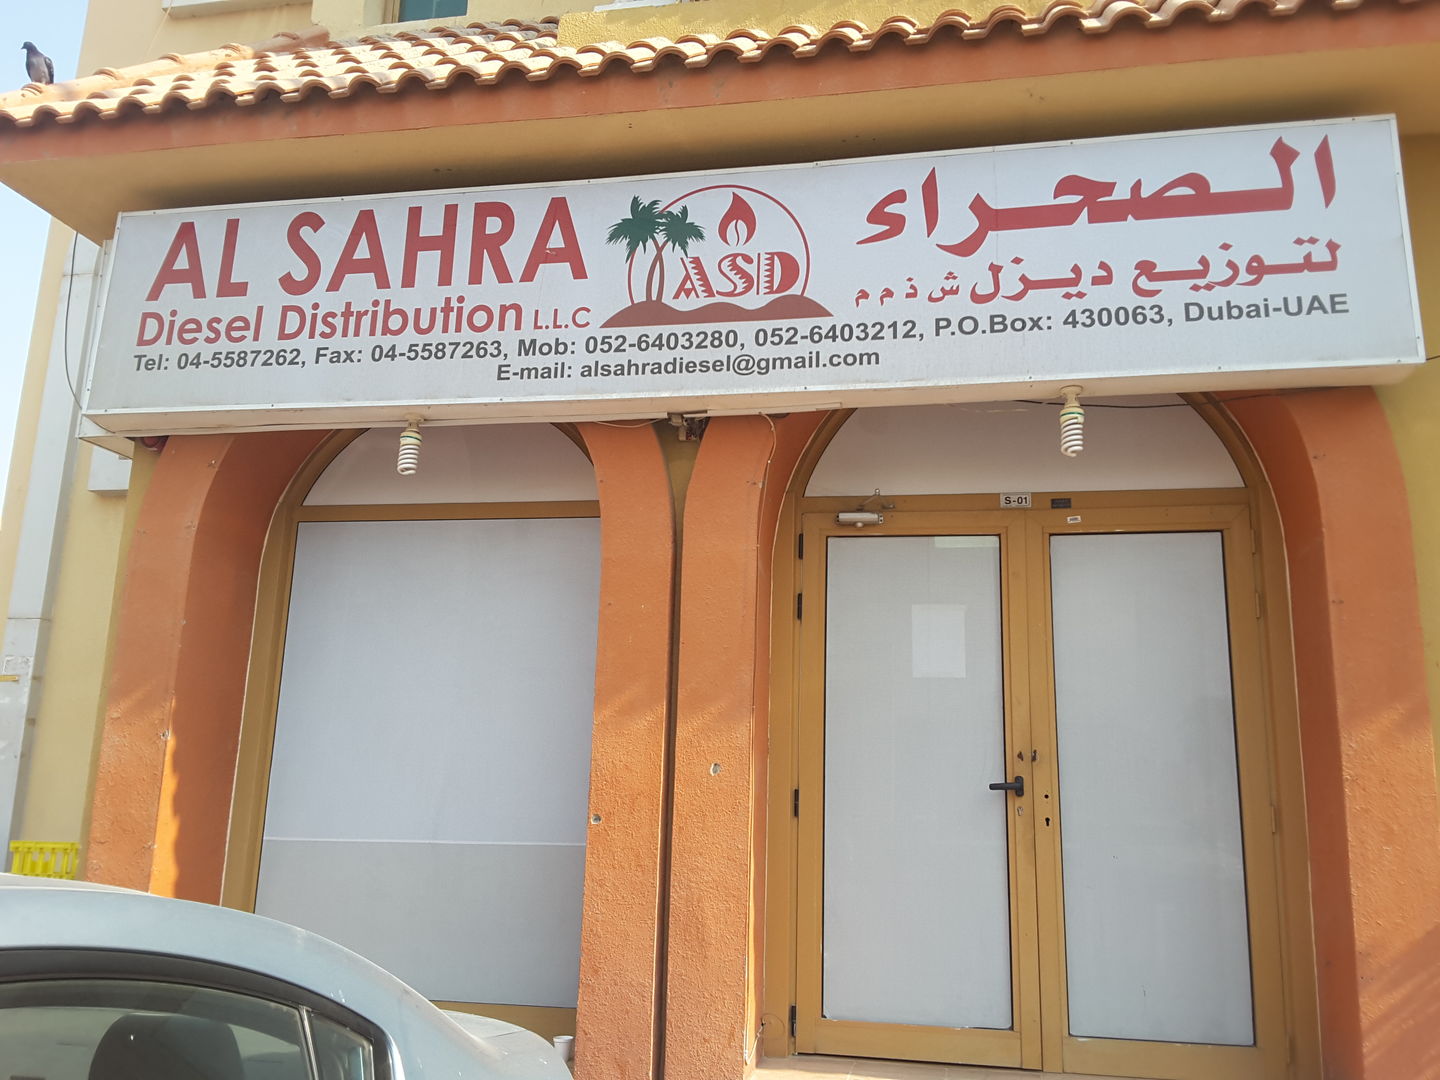 AL SAHRA
Diesel Distribution L.L.C
ASD
الصحراء
لتوزيع ديزل ش ذ م م
Tel: 04-5587262, Fax: 04-5587263, Mob: 052-6403280, 052-6403212, P.O.Box: 430063, Dubai-UAE
E-mail: alsahradiesel@gmail.com
S-01